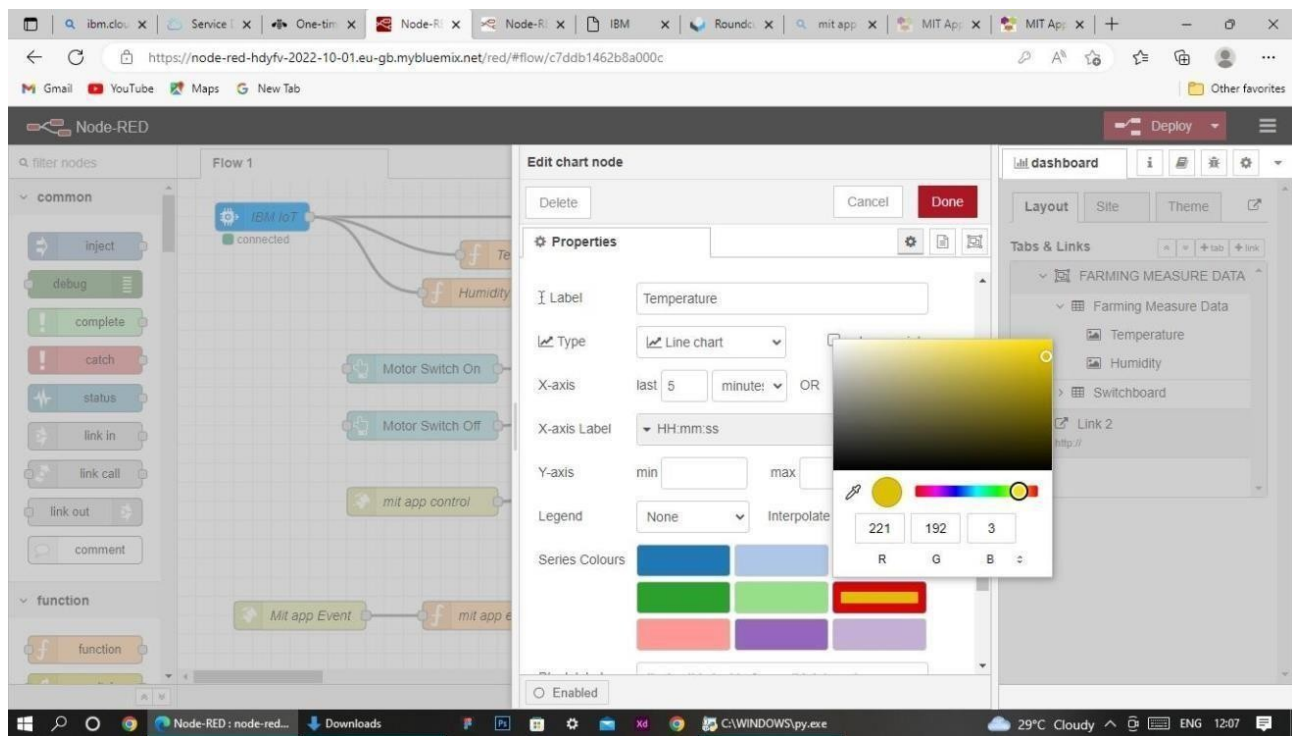 ibm.clou Service One-tim Node-R Node-R IBM Roundc mit app MIT App MIT App
https://node-red-hdyfv-2022-10-01.eu-gb.mybluemix.net/red/#flow/c7ddb1462b8a000c
Gmail YouTube Maps New Tab Other favorites
Node-RED Deploy
filter nodes
Flow 1
Edit chart node
dashboard
common
Delete Cancel Done
Layout Site Theme
IBM IoT
connected
Properties
Tabs & Links + tab + link
inject
Te
FARMING MEASURE DATA
debug
Humidity
Label Temperature
Farming Measure Data
complete
Type Line chart
Temperature
catch
Motor Switch On
X-axis last 5 minutes OR
Humidity
status
Switchboard
link in
Motor Switch Off
X-axis Label HH:mm:ss
Link 2
http://
link call
Y-axis min max
mit app control
link out
Legend None Interpolate
221 192 3
R G B
comment
Series Colours
function
Mit app Event
mit app e
function
Enabled
Node-RED : node-red... Downloads Ps Xd C:\WINDOWS\py.exe 29°C Cloudy ENG 12:07